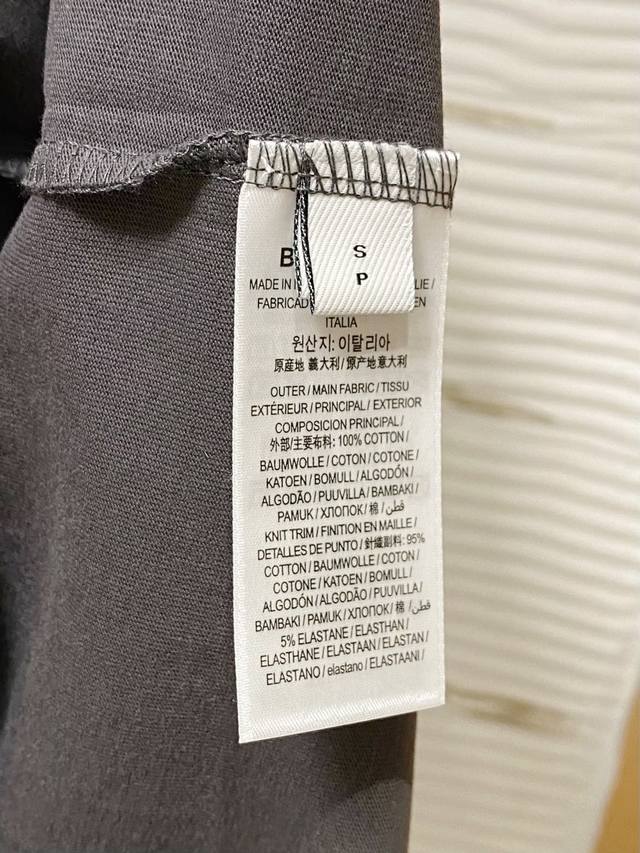 S
P
B
MADE IN
FABRICAD EN
ITALIA
원산지: 이탈리아
原産地 義大利 / 原产地意大利
OUTER / MAIN FABRIC / TISSU
EXTÉRIEUR / PRINCIPAL / EXTERIOR
COMPOSICION PRINCIPAL /
外部/主要布料: 100% COTTON /
BAUMWOLLE / COTON / COTONE /
KATOEN / BOMULL / ALGODÓN /
ALGODÃO / PUUVILLA / BAMBAKI /
PAMUK / ХЛОПОК / 棉 / قطن /
KNIT TRIM / FINITION EN MAILLE /
DETALLES DE PUNTO / 針織副料: 95%
COTTON / BAUMWOLLE / COTON /
COTONE / KATOEN / BOMULL /
ALGODÓN / ALGODÃO / PUUVILLA /
BAMBAKI / PAMUK / ХЛОПОК / 棉 / قطن /
5% ELASTANE / ELASTHAN /
ELASTHANE / ELASTAAN / ELASTAN /
ELASTANO / elastano / ELASTAANI /